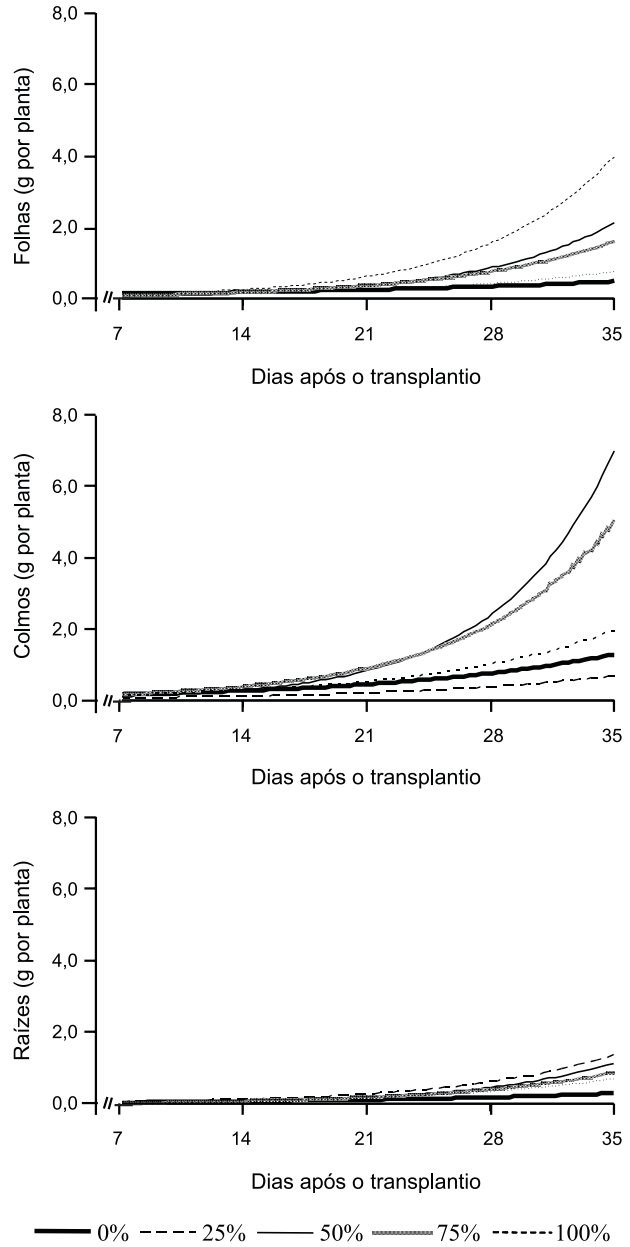 8,0
6,0
4,0
2,0
0,0
Folhas (g por planta)
7 14 21 28 35
Dias após o transplantio
8,0
6,0
4,0
2,0
0,0
Colmos (g por planta)
7 14 21 28 35
Dias após o transplantio
8,0
6,0
4,0
2,0
0,0
Raízes (g por planta)
7 14 21 28 35
Dias após o transplantio
0% 25% 50% 75% 100%